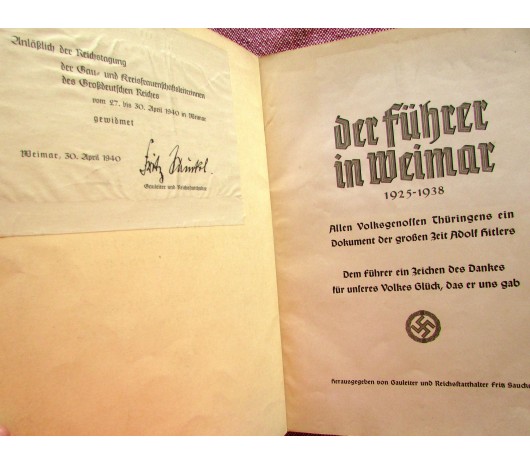 Anläßlich der Reichstagung
der Gau- und Kreisfrauenschaftsleiterinnen
des Großdeutschen Reiches
vom 27. bis 30. April 1940 in Weimar
gewidmet
Weimar, 30. April 1940
Fritz Sauckel.
Gauleiter und Reichsstatthalter
der Führer
in Weimar
1925-1938
Allen Volksgenossen Thüringens ein
Dokument der großen Zeit Adolf Hitlers
Dem Führer ein Zeichen des Dankes
für unseres Volkes Glück, das er uns gab
Herausgegeben von Gauleiter und Reichsstatthalter Fritz Saucke